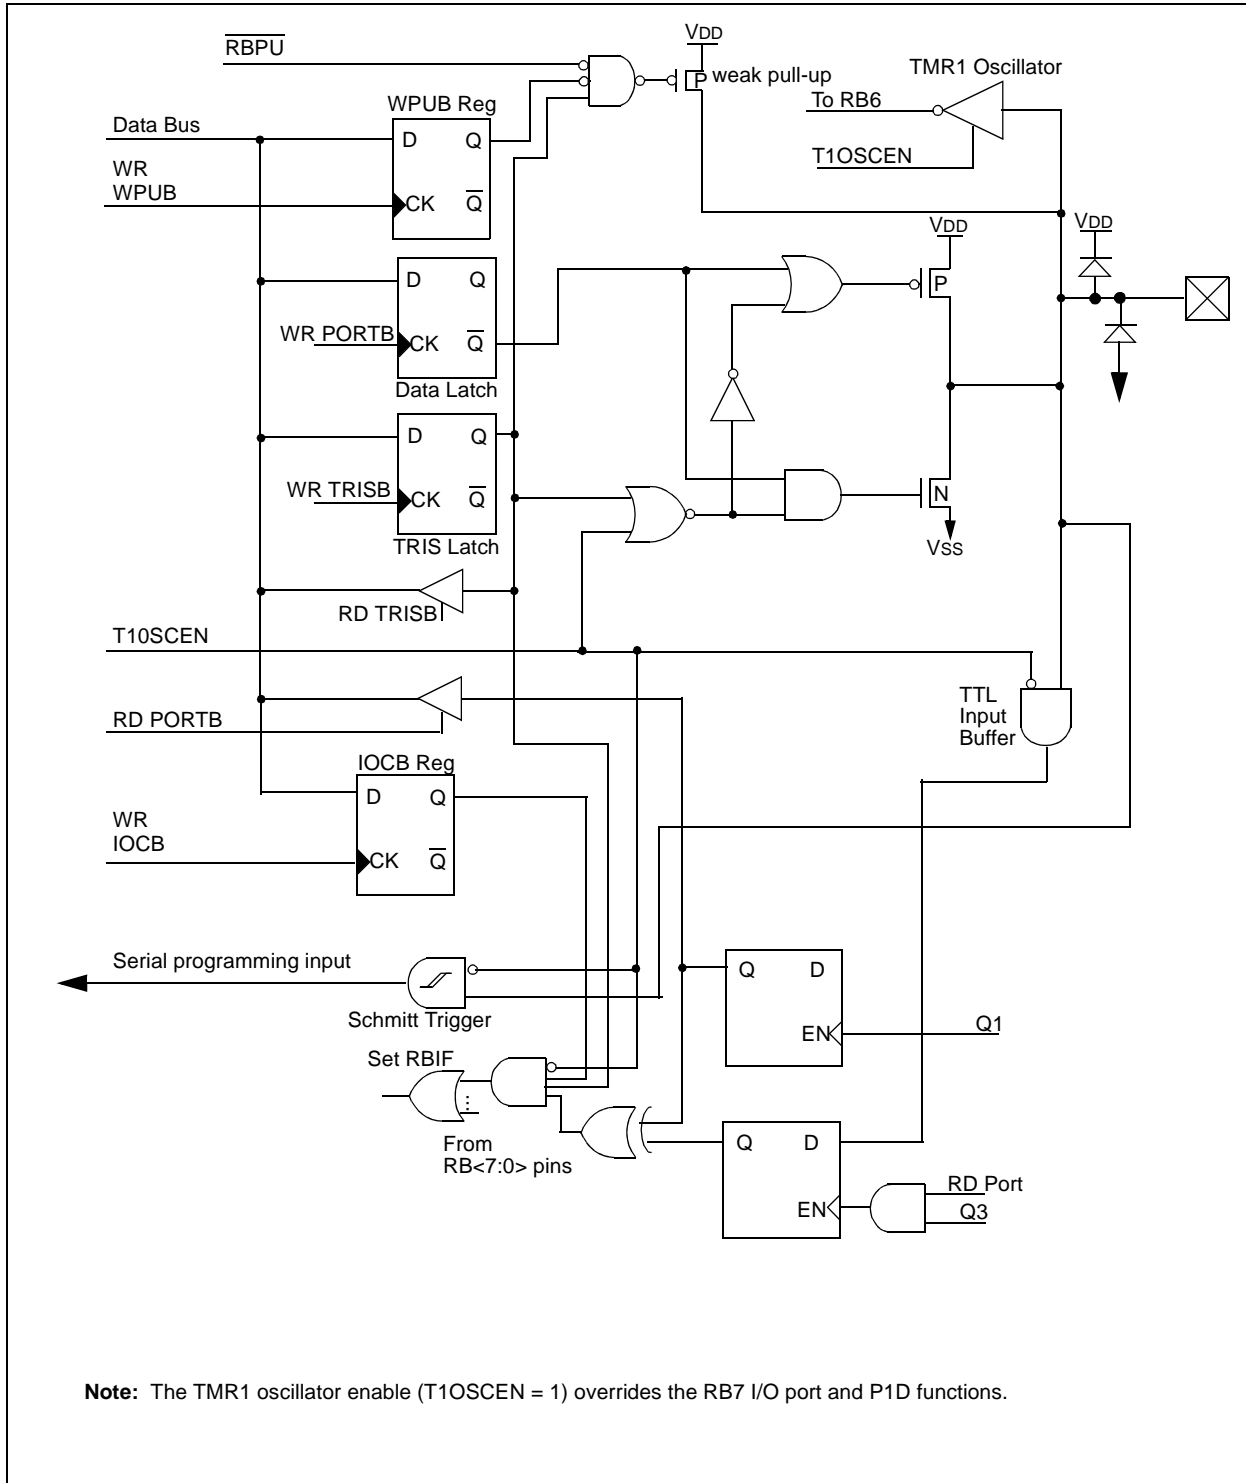 VDD
RBPU
weak pull-up
TMR1 Oscillator
To RB6
WPUB Reg
Data Bus
D Q
T1OSCEN
WR
WPUB
CK Q
VDD
VDD
D Q
P
P
WR PORTB
CK Q
Data Latch
D Q
WR TRISB
CK Q
N
TRIS Latch
VSS
RD TRISB
T10SCEN
TTL
Input
Buffer
RD PORTB
IOCB Reg
D Q
WR
IOCB
CK Q
Serial programming input
Q D
Schmitt Trigger
EN
Q1
Set RBIF
From
RB<7:0> pins
Q D
RD Port
EN
Q3
Note: The TMR1 oscillator enable (T1OSCEN = 1) overrides the RB7 I/O port and P1D functions.